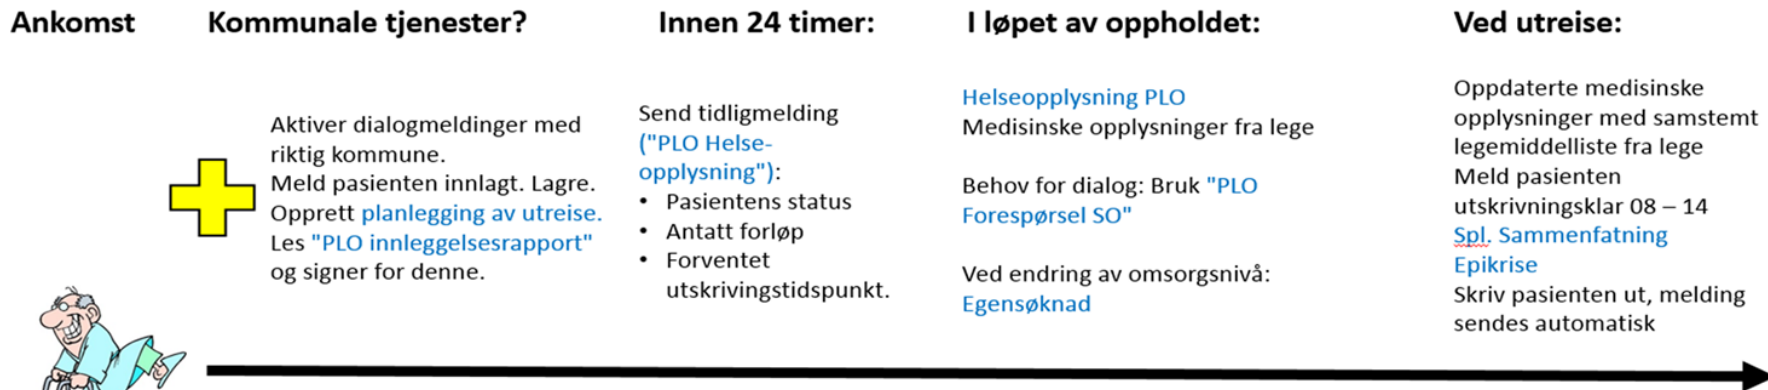 Ankomst
Kommunale tjenester?
Aktiver dialogmeldinger med
riktig kommune.
Meld pasienten innlagt. Lagre.
Opprett planlegging av utreise.
Les "PLO innleggelsesrapport"
og signer for denne.
Innen 24 timer:
Send tidligmelding
("PLO Helse-
opplysning"):
• Pasientens status
• Antatt forløp
• Forventet
utskrivingstidspunkt.
I løpet av oppholdet:
Helseopplysning PLO
Medisinske opplysninger fra lege
Behov for dialog: Bruk "PLO
Forespørsel SO"
Ved endring av omsorgsnivå:
Egensøknad
Ved utreise:
Oppdaterte medisinske
opplysninger med samstemt
legemiddelliste fra lege
Meld pasienten
utskrivningsklar 08 – 14
Spl. Sammenfatning
Epikrise
Skriv pasienten ut, melding
sendes automatisk